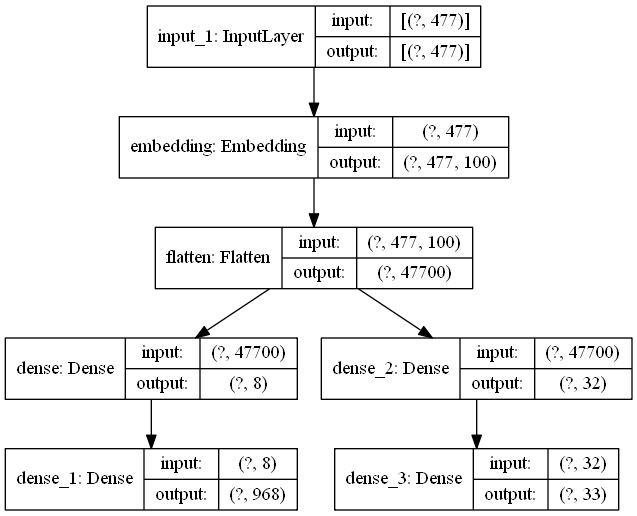 input_1: InputLayer
input: [(?, 477)]
output: [(?, 477)]
embedding: Embedding
input: (?, 477)
output: (?, 477, 100)
flatten: Flatten
input: (?, 477, 100)
output: (?, 47700)
dense: Dense
input: (?, 47700)
output: (?, 8)
dense_2: Dense
input: (?, 47700)
output: (?, 32)
dense_1: Dense
input: (?, 8)
output: (?, 968)
dense_3: Dense
input: (?, 32)
output: (?, 33)